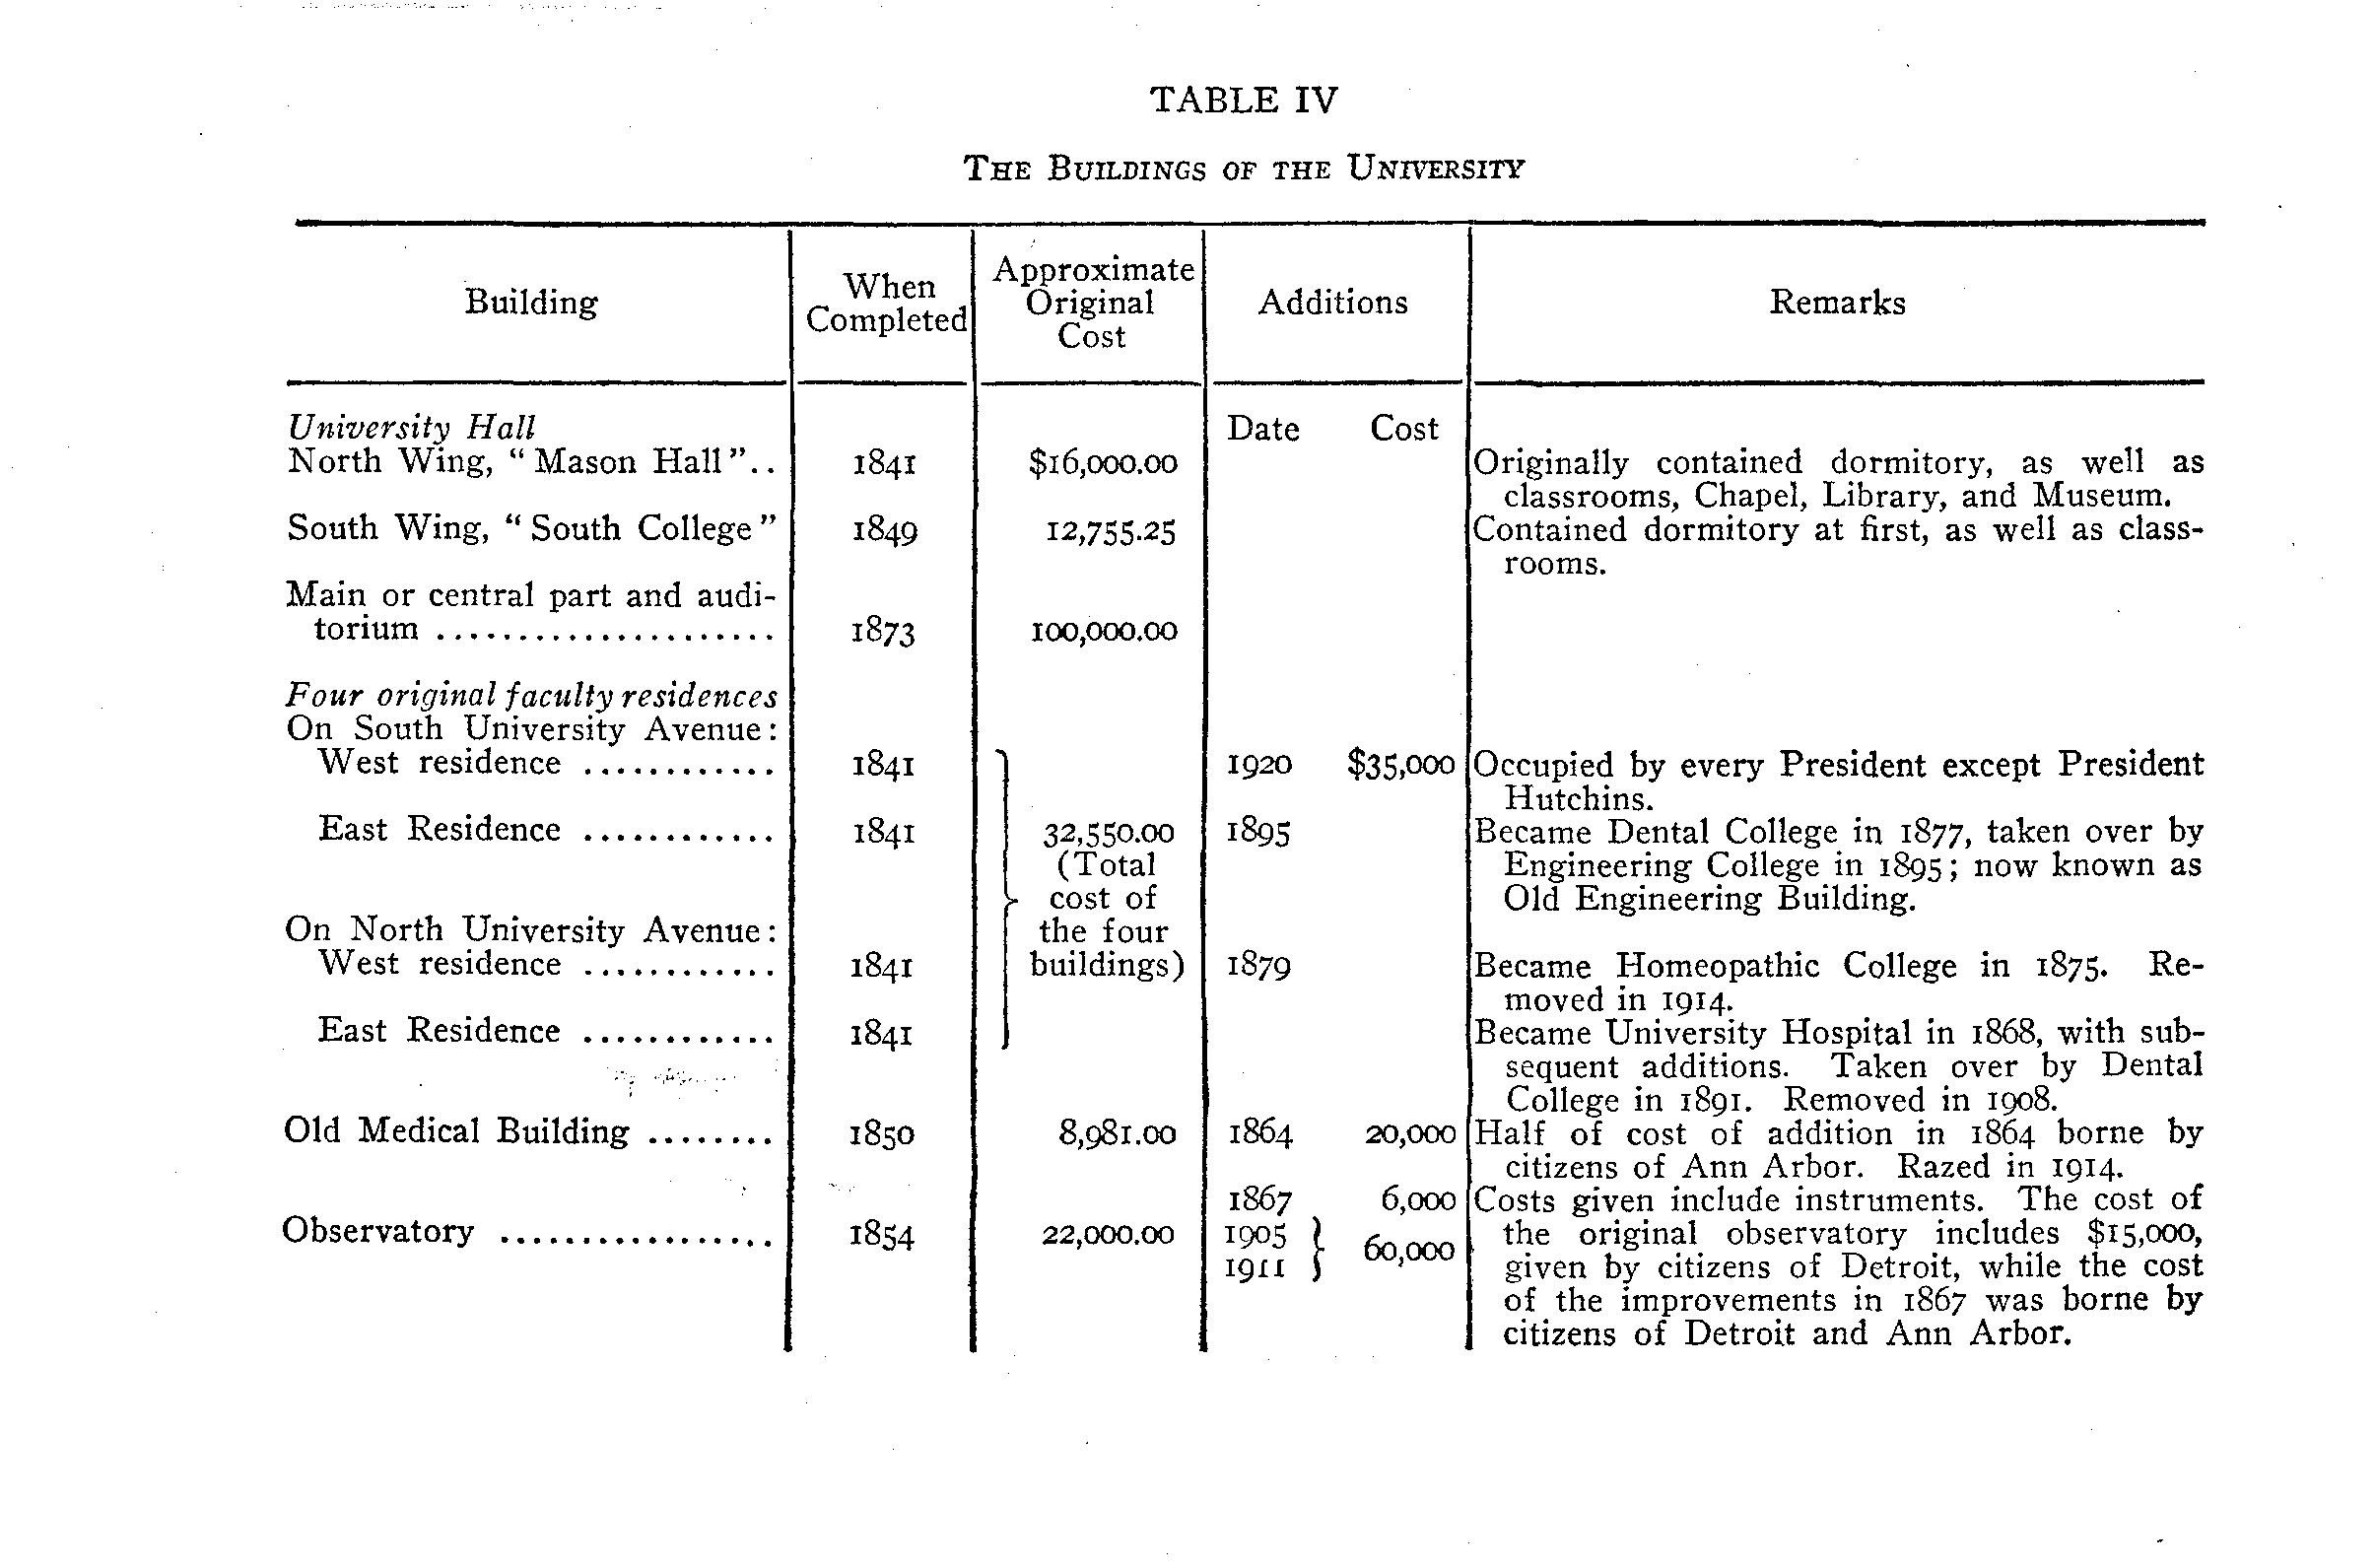 TABLE IV
THE BUILDINGS OF THE UNIVERSITY
Building
When
Completed
Approximate
Original
Cost
Additions
Remarks
University Hall Date Cost
North Wing, “Mason Hall”.. 1841 $16,000.00 Originally contained dormitory, as well as
classrooms, Chapel, Library, and Museum.
South Wing, “South College” 1849 12,755.25 Contained dormitory at first, as well as class-
rooms.
Main or central part and audi-
torium ..................... 1873 100,000.00
Four original faculty residences
On South University Avenue:
West residence ............ 1841 1920 $35,000 Occupied by every President except President
Hutchins.
East Residence ............ 1841 32,550.00 1895 Became Dental College in 1877, taken over by
(Total Engineering College in 1895; now known as
cost of Old Engineering Building.
On North University Avenue: the four
West residence ............ 1841 buildings) 1879 Became Homeopathic College in 1875. Re-
moved in 1914.
East Residence ............ 1841 Became University Hospital in 1868, with sub-
sequent additions. Taken over by Dental
College in 1891. Removed in 1908.
Old Medical Building ........ 1850 8,981.00 1864 20,000 Half of cost of addition in 1864 borne by
citizens of Ann Arbor. Razed in 1914.
1867 6,000 Costs given include instruments. The cost of
Observatory ................. 1854 22,000.00 1905 } 60,000 the original observatory includes $15,000,
1911 given by citizens of Detroit, while the cost
of the improvements in 1867 was borne by
citizens of Detroit and Ann Arbor.